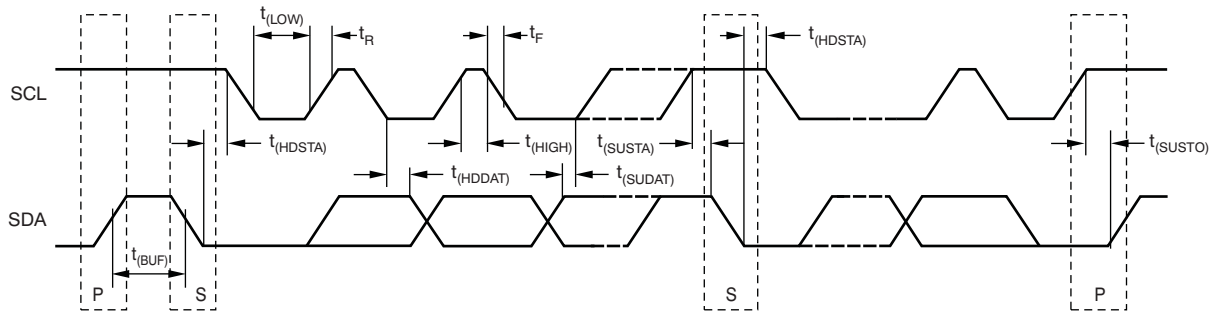 t(LOW)
tR
tF
t(HDSTA)
SCL
t(HDSTA)
t(HIGH)
t(SUSTA)
t(SUSTO)
t(HDDAT)
t(SUDAT)
SDA
t(BUF)
P
S
S
P